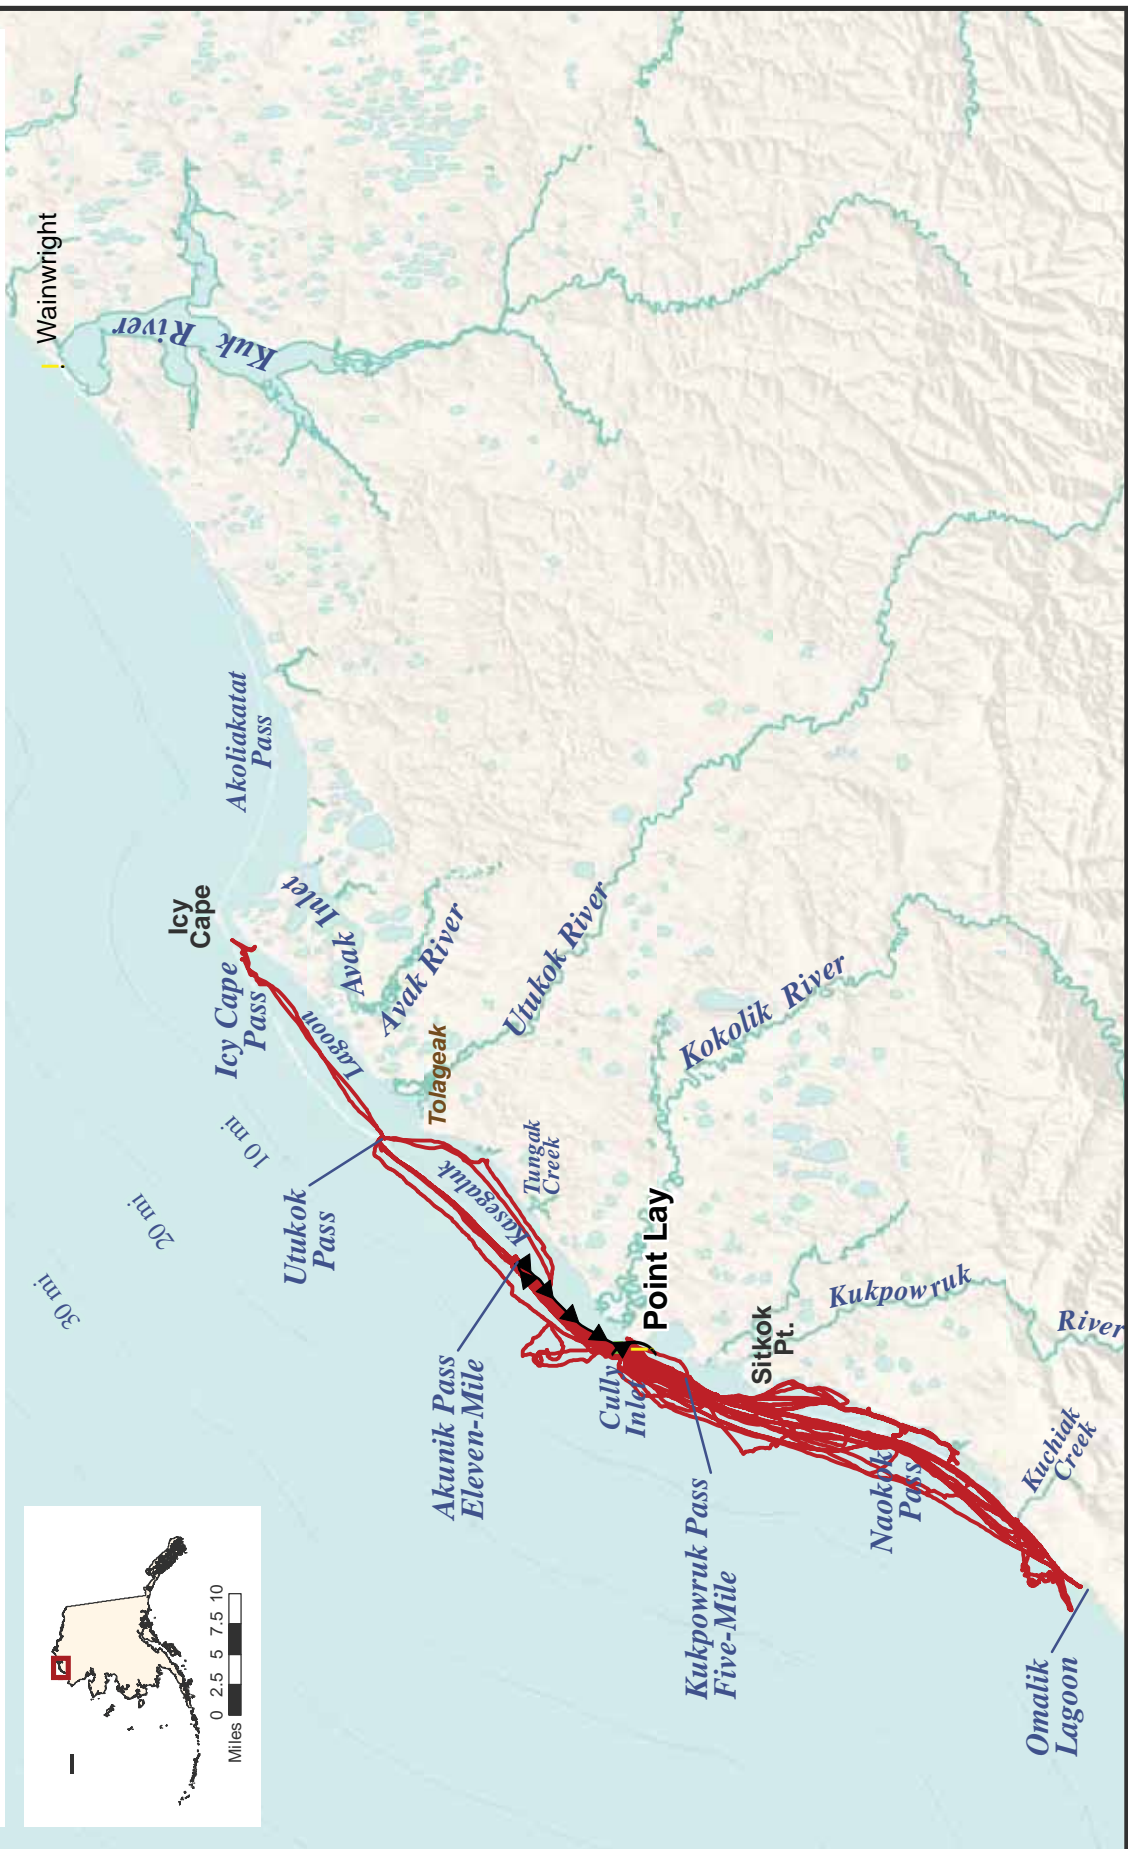 Wainwright
Kuk River
Akoliakatat
Pass
Icy
Cape
Icy Cape
Pass
Avak Inlet
Avak River
Utukok River
Kokolik River
Tolageak
Kasegaluk Lagoon
10 mi
20 mi
30 mi
Utukok
Pass
Tungak
Creek
Akunik Pass
Eleven-Mile
Point Lay
Cully
Inlet
Sitkok
Pt.
Kukpowruk River
Kukpowruk Pass
Five-Mile
Naokok
Pass
Kuchiak
Creek
Omalik
Lagoon
0 2.5 5 7.5 10
Miles